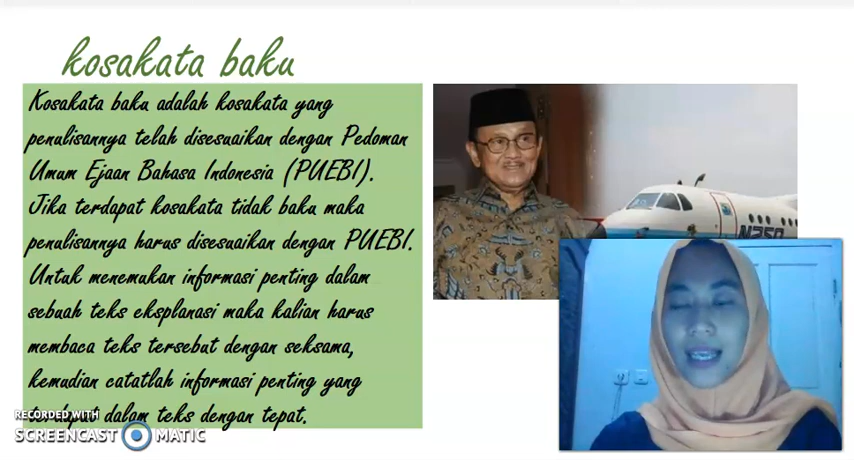 kosakata baku
Kosakata baku adalah kosakata yang
penulisannya telah disesuaikan dengan Pedoman
Umum Ejaan Bahasa Indonesia (PUEBI).
Jika terdapat kosakata tidak baku maka
penulisannya harus disesuaikan dengan PUEBI.
Untuk menemukan informasi penting dalam
sebuah teks eksplanasi maka kalian harus
membaca teks tersebut dengan seksama,
kemudian catatlah informasi penting yang
terdapat dalam teks dengan tepat.
N250
RECORDED WITH
SCREENCAST MATIC